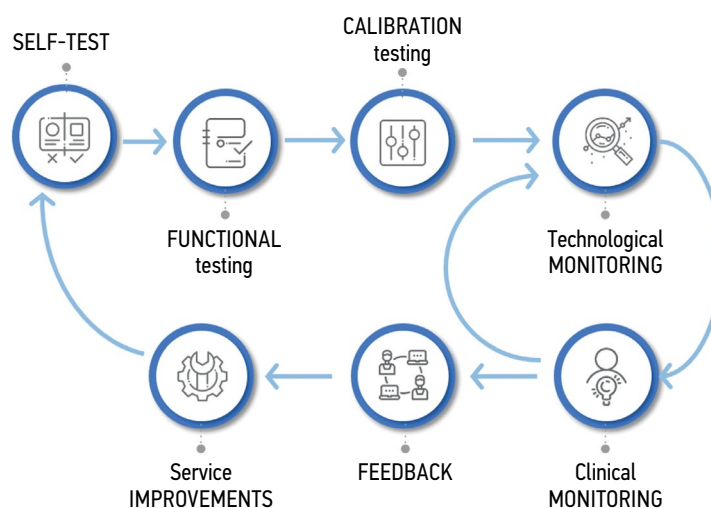 SELF-TEST
CALIBRATION
testing
FUNCTIONAL
testing
Technological
MONITORING
Service
IMPROVEMENTS
FEEDBACK
Clinical
MONITORING